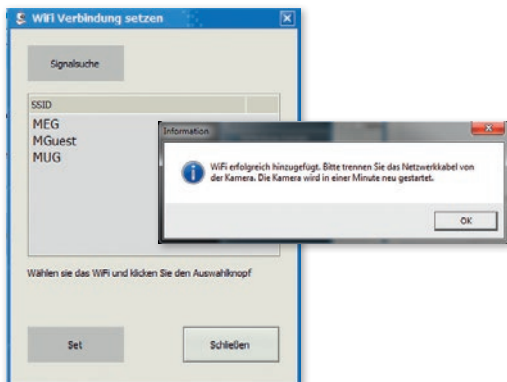 WiFi Verbindung setzen
Signalsuche
SSID
MEG
MGuest
MUG
Information
WiFi erfolgreich hinzugefügt. Bitte trennen Sie das Netzwerkkabel von
der Kamera. Die Kamera wird in einer Minute neu gestartet.
OK
Wählen sie das WiFi und klicken Sie den Auswahlknopf
Set
Schließen